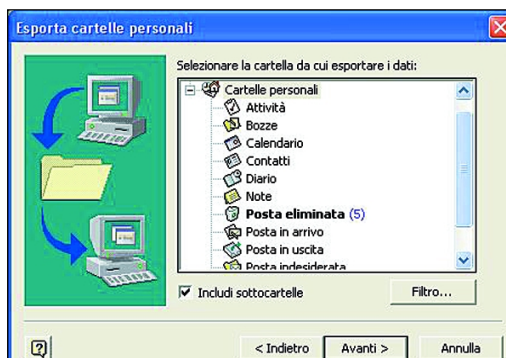 Esporta cartelle personali
Selezionare la cartella da cui esportare i dati:
Cartelle personali
Attività
Bozze
Calendario
Contatti
Diario
Note
Posta eliminata (5)
Posta in arrivo
Posta in uscita
Posta indesiderata
Includi sottocartelle
Filtro...
< Indietro
Avanti >
Annulla